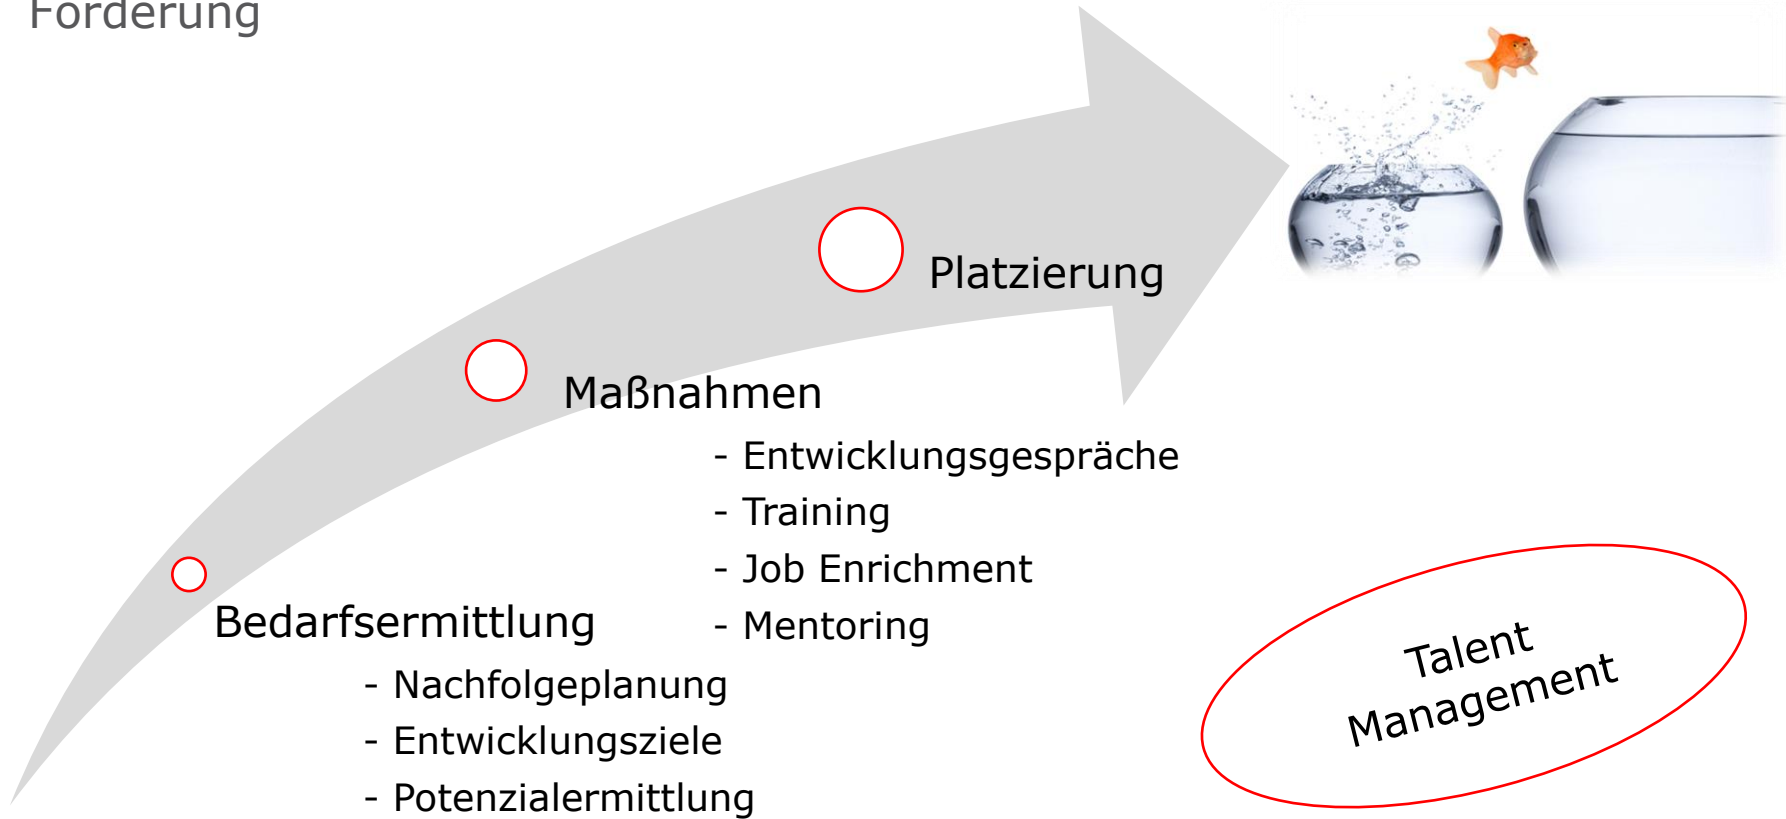 Förderung
Platzierung
Maßnahmen
- Entwicklungsgespräche
- Training
- Job Enrichment
- Mentoring
Bedarfsermittlung
- Nachfolgeplanung
- Entwicklungsziele
- Potenzialermittlung
Talent
Management